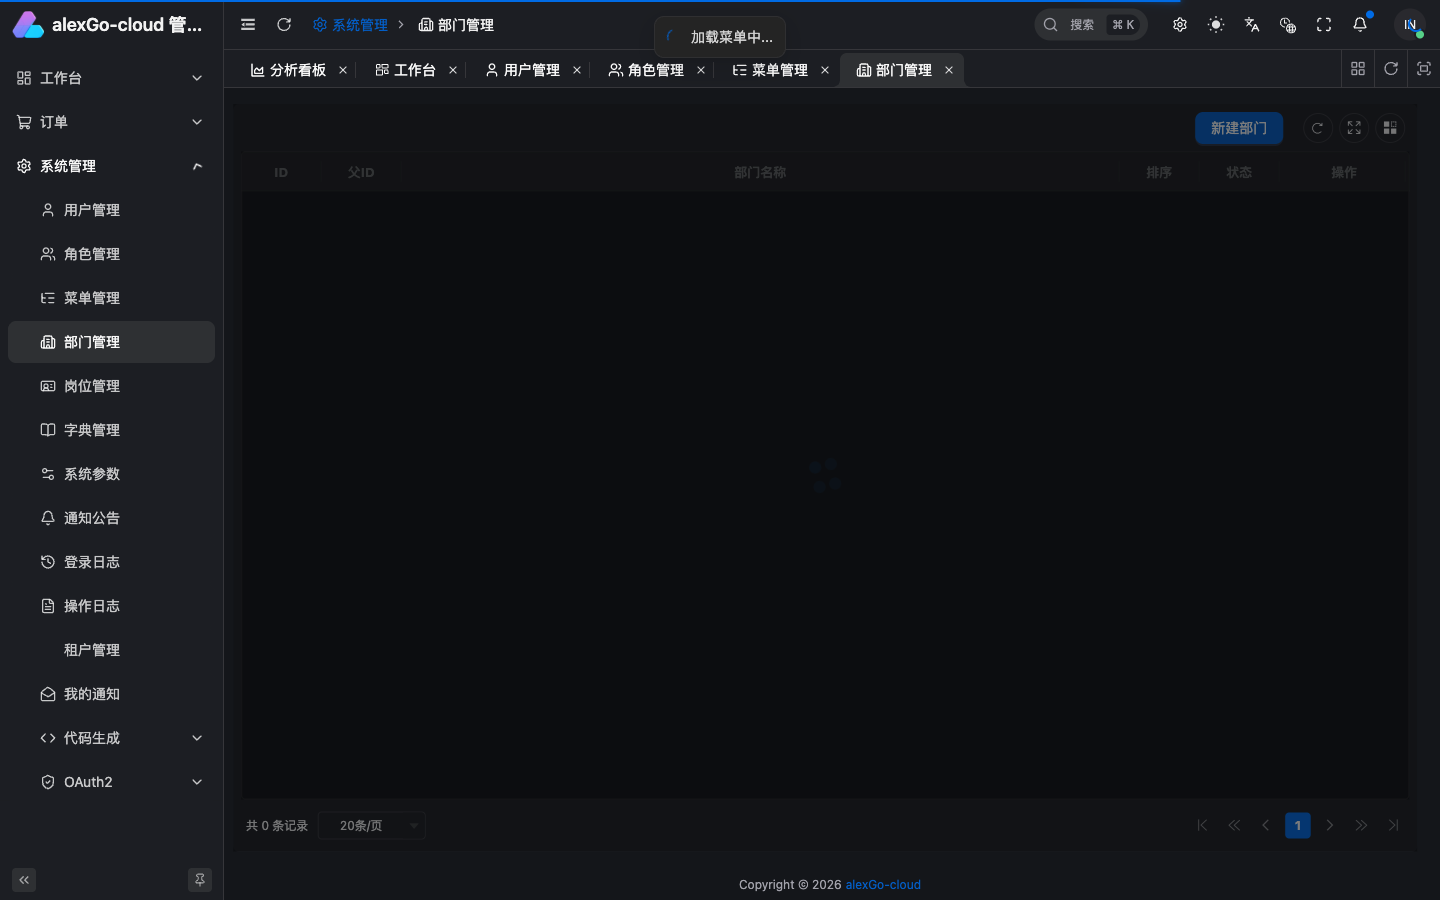 alexGo-cloud 管...
系统管理
部门管理
加载菜单中...
搜索
⌘ K
分析看板
工作台
用户管理
角色管理
菜单管理
部门管理
工作台
订单
系统管理
用户管理
角色管理
菜单管理
部门管理
岗位管理
字典管理
系统参数
通知公告
登录日志
操作日志
租户管理
我的通知
代码生成
OAuth2
新建部门
ID 父ID 部门名称 排序 状态 操作
共 0 条记录
20条/页
1
Copyright © 2026 alexGo-cloud